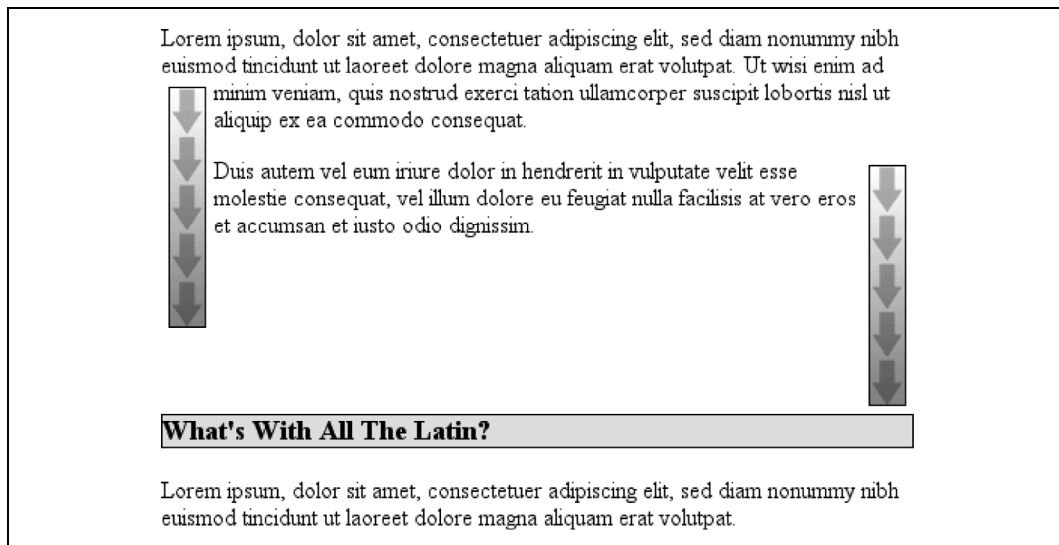 Lorem ipsum, dolor sit amet, consectetuer adipiscing elit, sed diam nonummy nibh
euismod tincidunt ut laoreet dolore magna aliquam erat volutpat. Ut wisi enim ad
minim veniam, quis nostrud exerci tation ullamcorper suscipit lobortis nisl ut
aliquip ex ea commodo consequat.
Duis autem vel eum iriure dolor in hendrerit in vulputate velit esse
molestie consequat, vel illum dolore eu feugiat nulla facilisis at vero eros
et accumsan et iusto odio dignissim.
What's With All The Latin?
Lorem ipsum, dolor sit amet, consectetuer adipiscing elit, sed diam nonummy nibh
euismod tincidunt ut laoreet dolore magna aliquam erat volutpat.